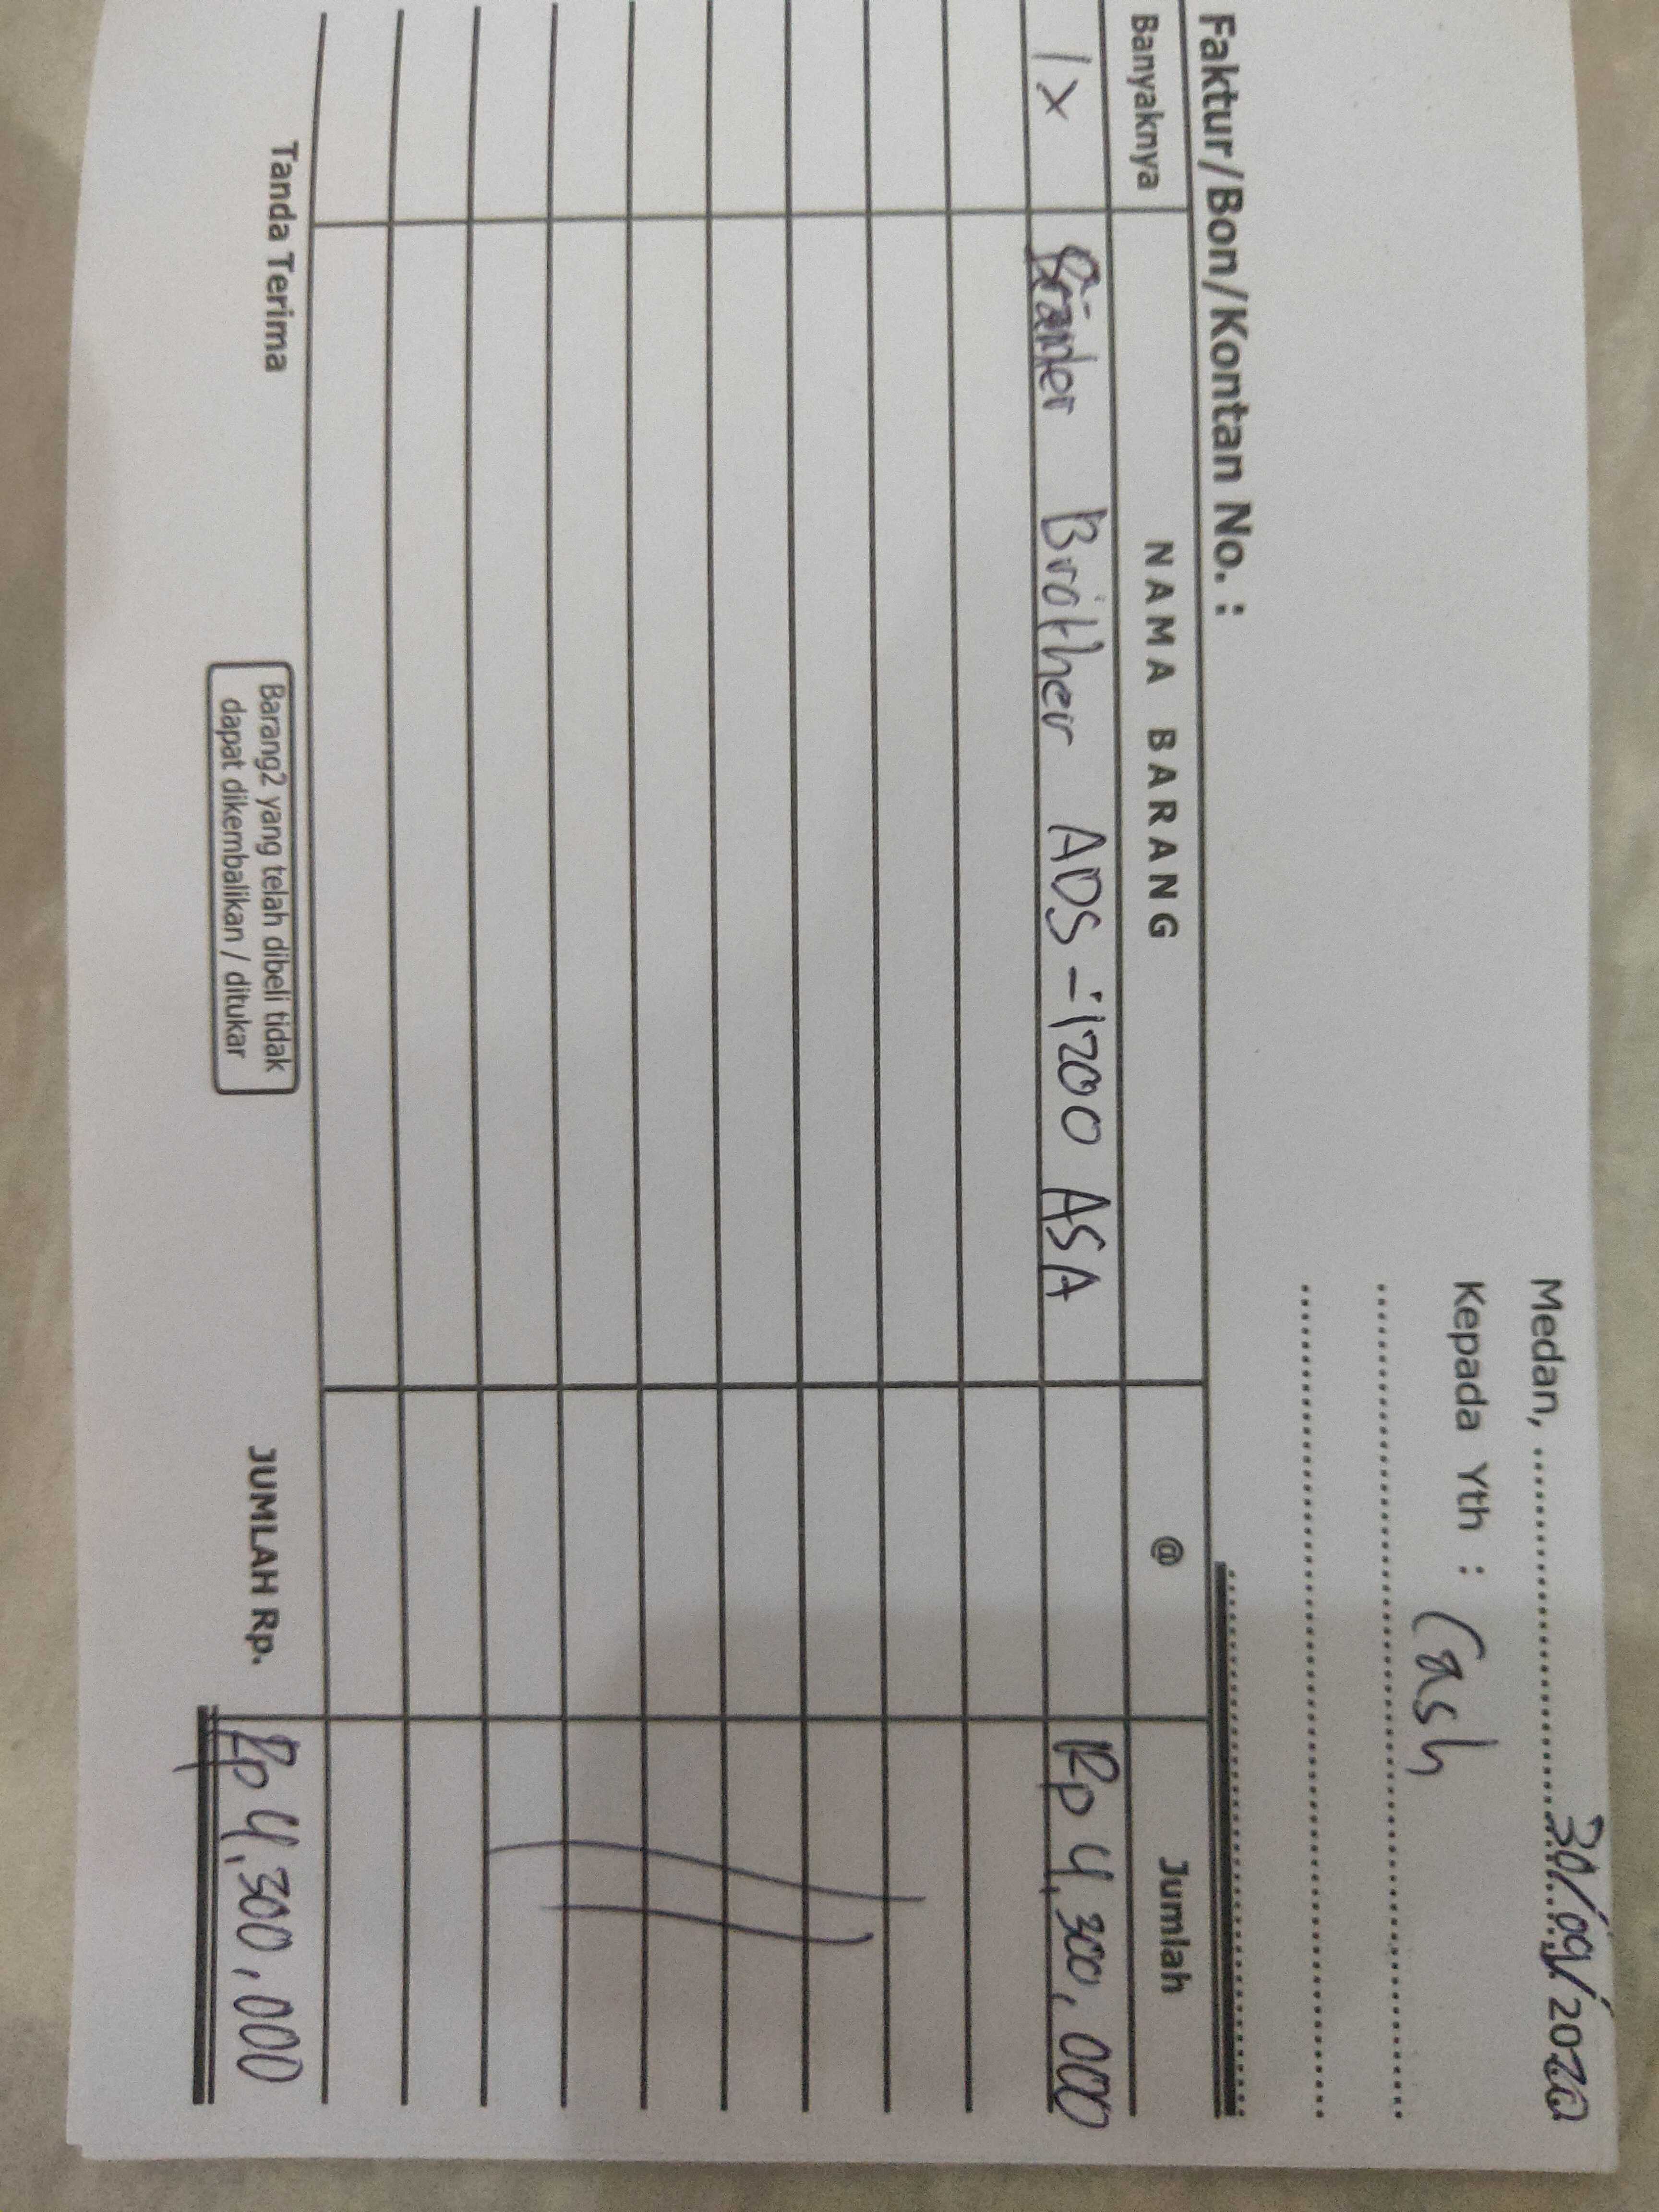 Medan, 30/09/2020
Kepada Yth : Cash
Faktur/Bon/Kontan No. :
Banyaknya NAMA BARANG @ Jumlah
1x Brother ADS-1200 ASA Rp 4,300,000
Tanda Terima
Barang2 yang telah dibeli tidak
dapat dikembalikan / ditukar
JUMLAH Rp. Rp 4,300,000